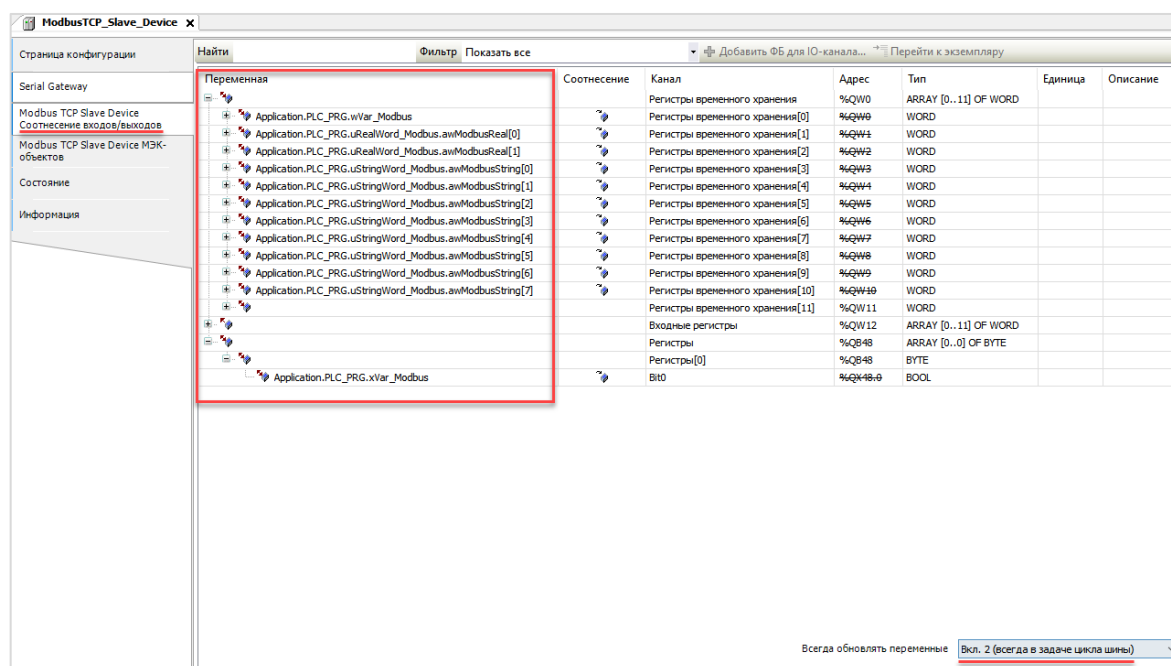 ModbusTCP_Slave_Device X
Страница конфигурации
Serial Gateway
Modbus TCP Slave Device
Соотнесение входов/выходов
Modbus TCP Slave Device МЭК-
объектов
Состояние
Информация
Найти Фильтр Показать все Добавить ФБ для IO-канала... Перейти к экземпляру
Переменная Соотнесение Канал Адрес Тип Единица Описание
Регистры временного хранения %QW0 ARRAY [0..11] OF WORD
Application.PLC_PRG.wVar_Modbus Регистры временного хранения[0] %QW0 WORD
Application.PLC_PRG.uRealWord_Modbus.awModbusReal[0] Регистры временного хранения[1] %QW1 WORD
Application.PLC_PRG.uRealWord_Modbus.awModbusReal[1] Регистры временного хранения[2] %QW2 WORD
Application.PLC_PRG.uStringWord_Modbus.awModbusString[0] Регистры временного хранения[3] %QW3 WORD
Application.PLC_PRG.uStringWord_Modbus.awModbusString[1] Регистры временного хранения[4] %QW4 WORD
Application.PLC_PRG.uStringWord_Modbus.awModbusString[2] Регистры временного хранения[5] %QW5 WORD
Application.PLC_PRG.uStringWord_Modbus.awModbusString[3] Регистры временного хранения[6] %QW6 WORD
Application.PLC_PRG.uStringWord_Modbus.awModbusString[4] Регистры временного хранения[7] %QW7 WORD
Application.PLC_PRG.uStringWord_Modbus.awModbusString[5] Регистры временного хранения[8] %QW8 WORD
Application.PLC_PRG.uStringWord_Modbus.awModbusString[6] Регистры временного хранения[9] %QW9 WORD
Application.PLC_PRG.uStringWord_Modbus.awModbusString[7] Регистры временного хранения[10] %QW10 WORD
Регистры временного хранения[11] %QW11 WORD
Входные регистры %QW12 ARRAY [0..11] OF WORD
Регистры %QB48 ARRAY [0..0] OF BYTE
Регистры[0] %QB48 BYTE
Application.PLC_PRG.xVar_Modbus Bit0 %QX48.0 BOOL
Всегда обновлять переменные Вкл. 2 (всегда в задаче цикла шины)